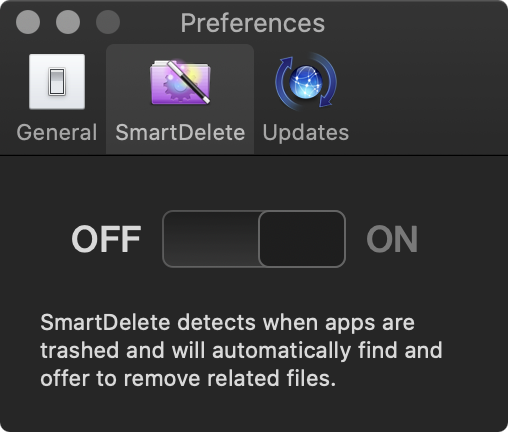 Preferences
General SmartDelete Updates
OFF ON
SmartDelete detects when apps are
trashed and will automatically find and
offer to remove related files.